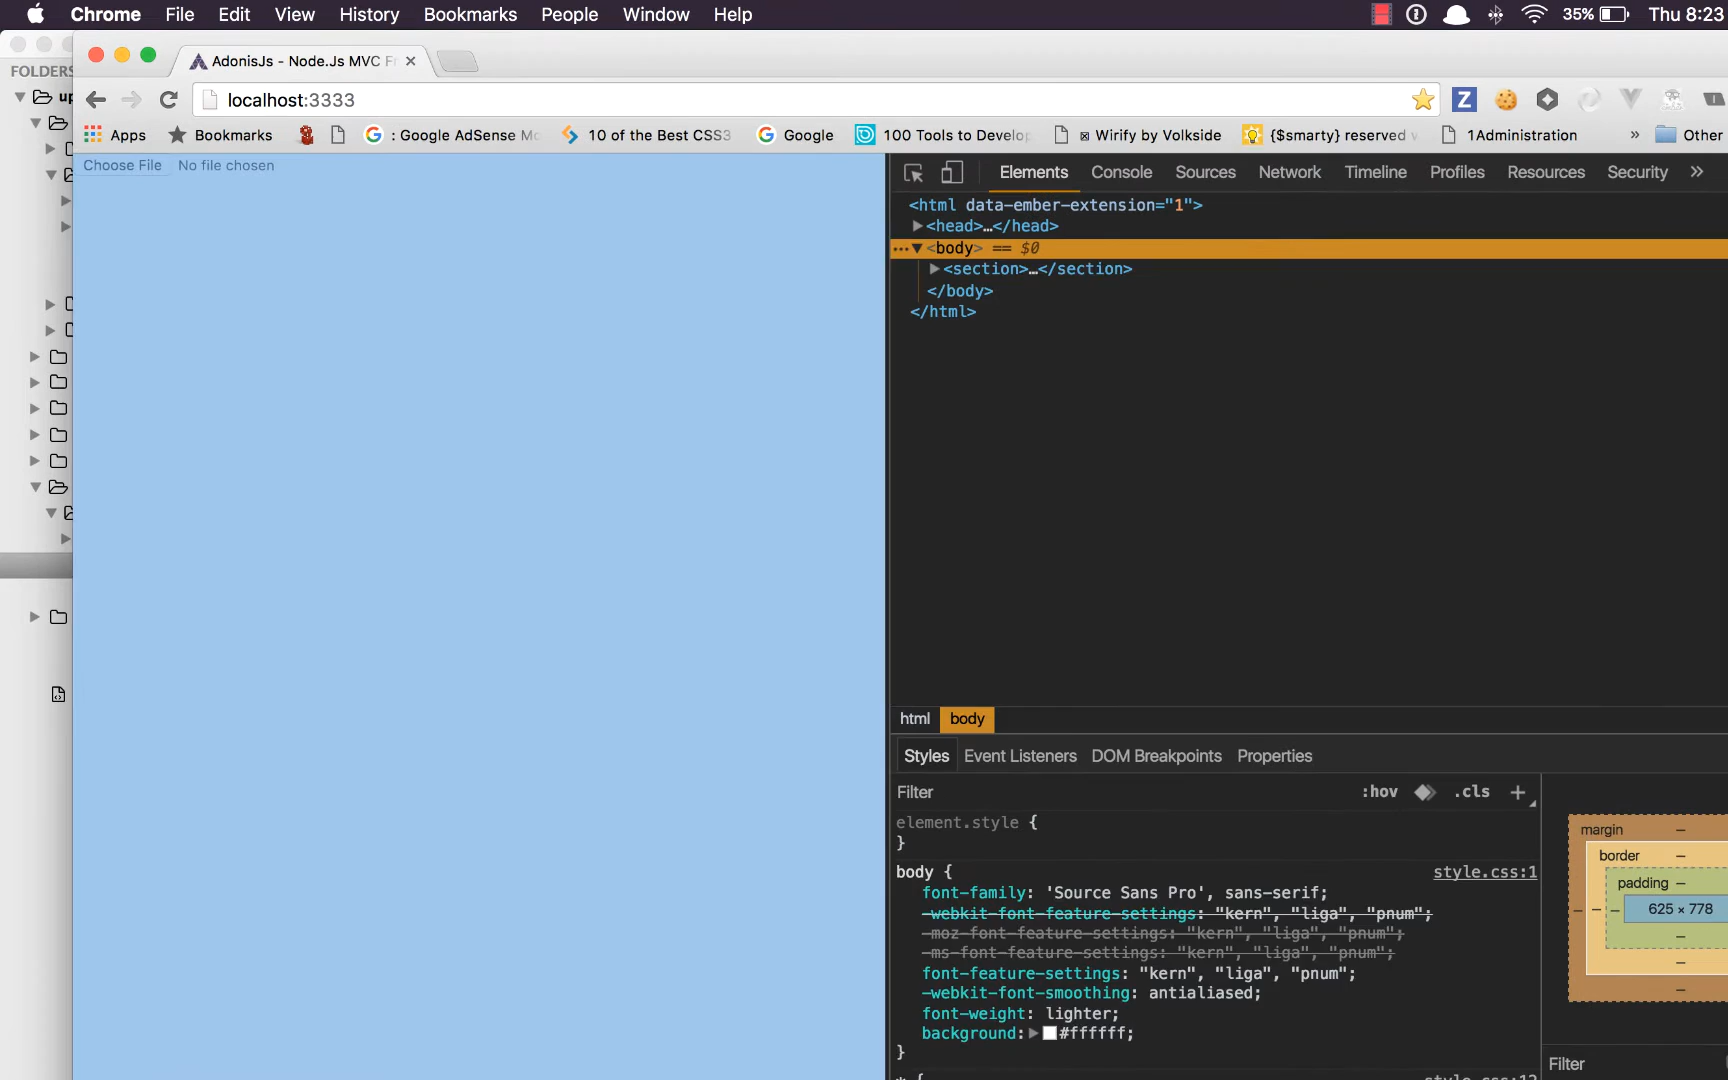 Chrome File Edit View History Bookmarks People Window Help 35% Thu 8:23
FOLDERS
AdonisJs - Node.Js MVC Fr
up
localhost:3333
Apps Bookmarks : Google AdSense Mo 10 of the Best CSS3 Google 100 Tools to Develop Wirify by Volkside {$smarty} reserved v 1Administration » Other
Choose File No file chosen
Elements Console Sources Network Timeline Profiles Resources Security »
<html data-ember-extension="1">
<head>…</head>
<body> == $0
<section>…</section>
</body>
</html>
html body
Styles Event Listeners DOM Breakpoints Properties
Filter :hov .cls +
element.style {
}
body { style.css:1
font-family: 'Source Sans Pro', sans-serif;
-webkit-font-feature-settings: "kern", "liga", "pnum";
-moz-font-feature-settings: "kern", "liga", "pnum";
-ms-font-feature-settings: "kern", "liga", "pnum";
font-feature-settings: "kern", "liga", "pnum";
-webkit-font-smoothing: antialiased;
font-weight: lighter;
background: #ffffff;
}
* { style.css:12
margin –
border –
padding –
625 × 778
Filter